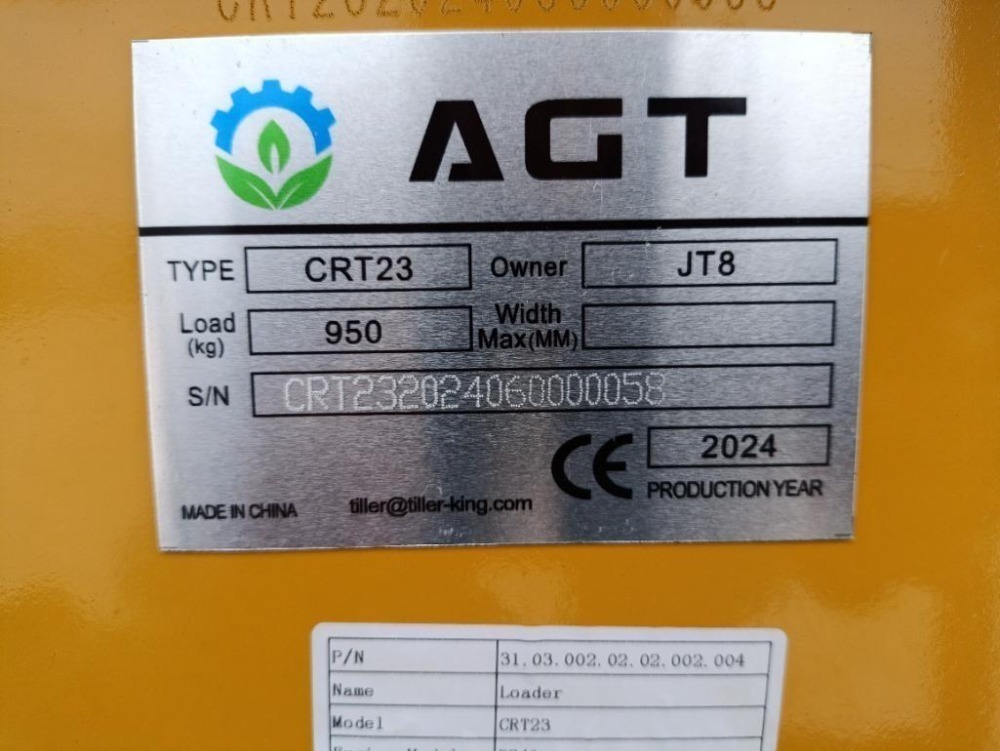 AGT
TYPE CRT23 Owner JT8
Load (kg) 950 Width Max(MM)
S/N CRT232024060000058
CE 2024
PRODUCTION YEAR
MADE IN CHINA tiller@tiller-king.com
P/N 31.03.002.02.02.002.004
Name Loader
Model CRT23